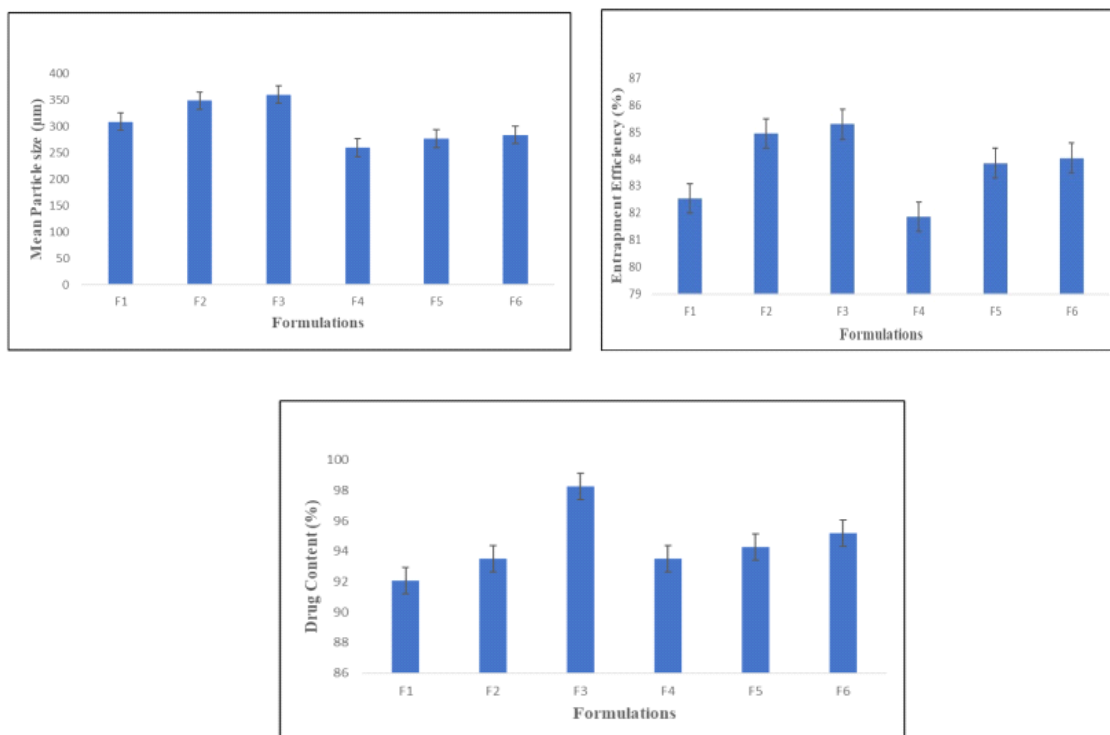 Mean Particle size (µm)
400
350
300
250
200
150
100
50
0
F1 F2 F3 F4 F5 F6
Formulations
Entrapment Efficiency (%)
87
86
85
84
83
82
81
80
79
F1 F2 F3 F4 F5 F6
Formulations
Drug Content (%)
100
98
96
94
92
90
88
86
F1 F2 F3 F4 F5 F6
Formulations